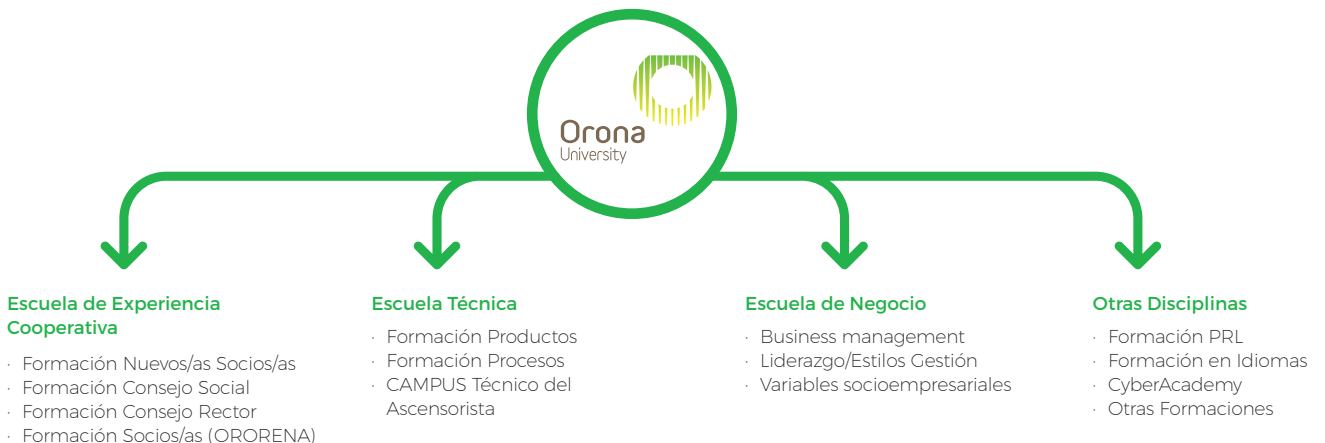 Orona
University
Escuela de Experiencia
Cooperativa
· Formación Nuevos/as Socios/as
· Formación Consejo Social
· Formación Consejo Rector
· Formación Socios/as (ORORENA)
Escuela Técnica
· Formación Productos
· Formación Procesos
· CAMPUS Técnico del
Ascensorista
Escuela de Negocio
· Business management
· Liderazgo/Estilos Gestión
· Variables socioempresariales
Otras Disciplinas
· Formación PRL
· Formación en Idiomas
· CyberAcademy
· Otras Formaciones